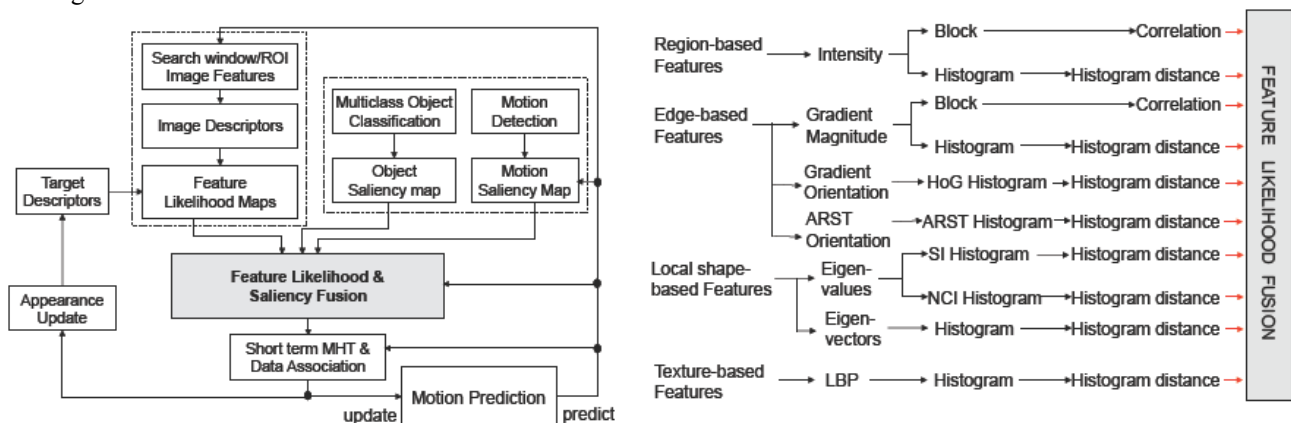 Search window/ROI
Image Features
Image Descriptors
Feature
Likelihood Maps
Multiclass Object
Classification
Motion
Detection
Object
Saliency map
Motion
Saliency Map
Target
Descriptors
Feature Likelihood &
Saliency Fusion
Appearance
Update
Short term MHT &
Data Association
update
Motion Prediction
predict
Region-based
Features
Intensity
Block
Correlation
Histogram
Histogram distance
Edge-based
Features
Gradient
Magnitude
Block
Correlation
Histogram
Histogram distance
Gradient
Orientation
HoG Histogram
Histogram distance
ARST
Orientation
ARST Histogram
Histogram distance
Local shape-
based Features
Eigen-
values
SI Histogram
Histogram distance
NCI Histogram
Histogram distance
Eigen-
vectors
Histogram
Histogram distance
Texture-based
Features
LBP
Histogram
Histogram distance
FEATURE LIKELIHOOD FUSION